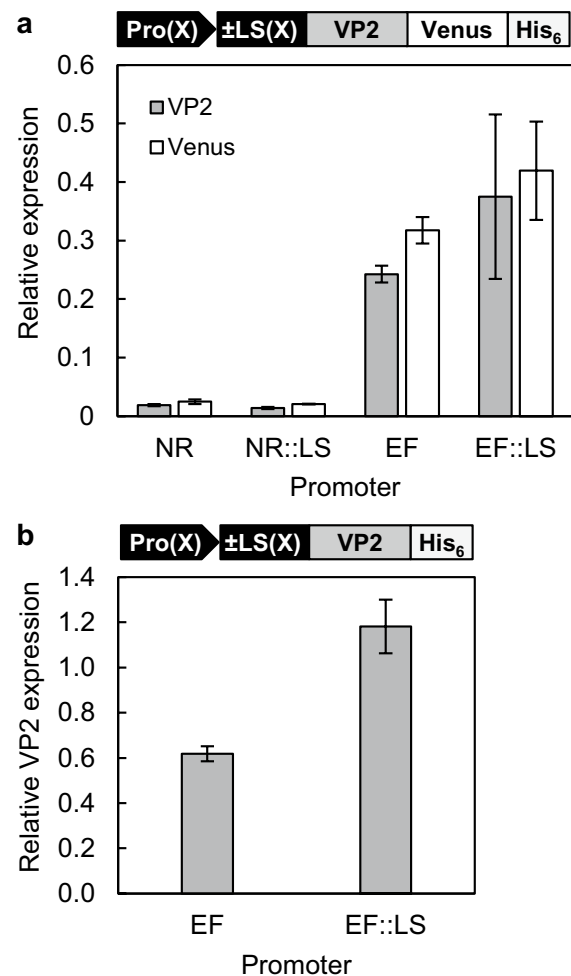 a
Pro(X) ±LS(X) VP2 Venus His6
0.6
0.5
0.4
0.3
0.2
0.1
0
Relative expression
VP2
Venus
NR NR::LS EF EF::LS
Promoter
b
Pro(X) ±LS(X) VP2 His6
1.4
1.2
1.0
0.8
0.6
0.4
0.2
0.0
Relative VP2 expression
EF EF::LS
Promoter